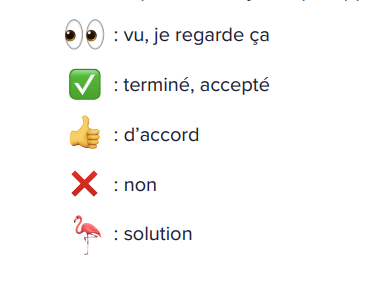 👀 : vu, je regarde ça
✅ : terminé, accepté
👍 : d’accord
❌ : non
🦩 : solution